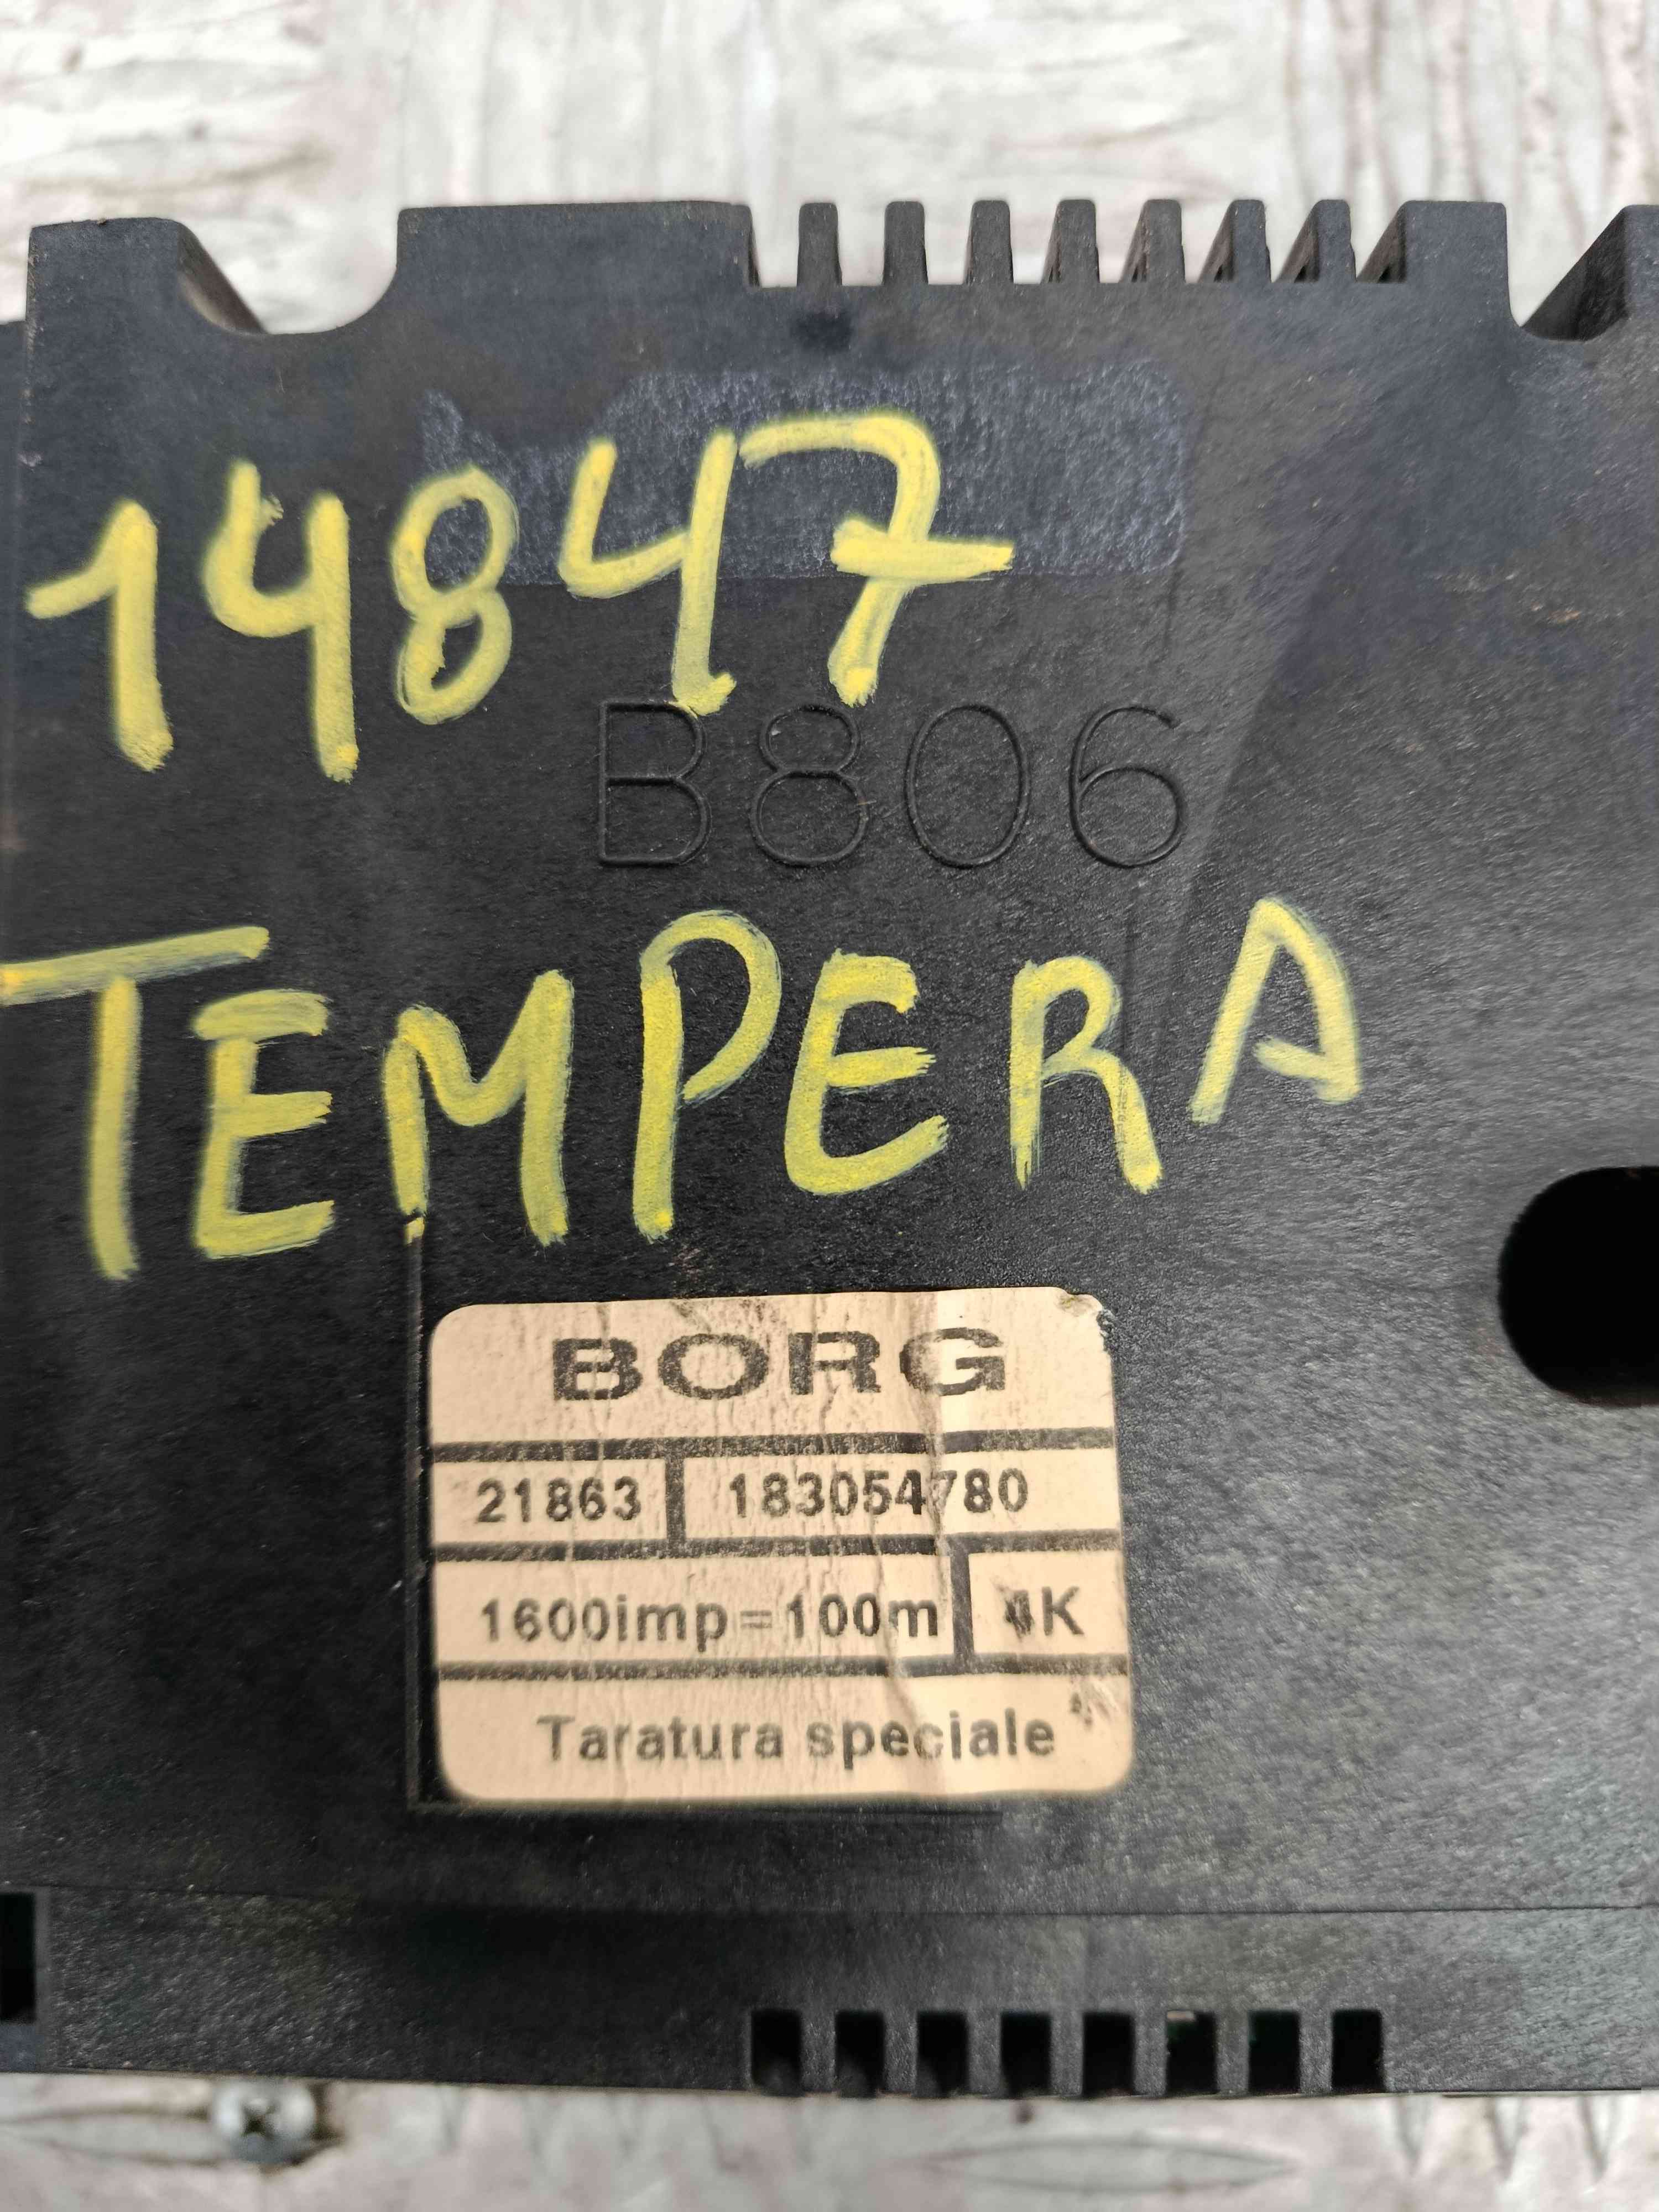 14847
B806
TEMPERA
BORG
21863 183054780
1600imp=100m K
Taratura speciale